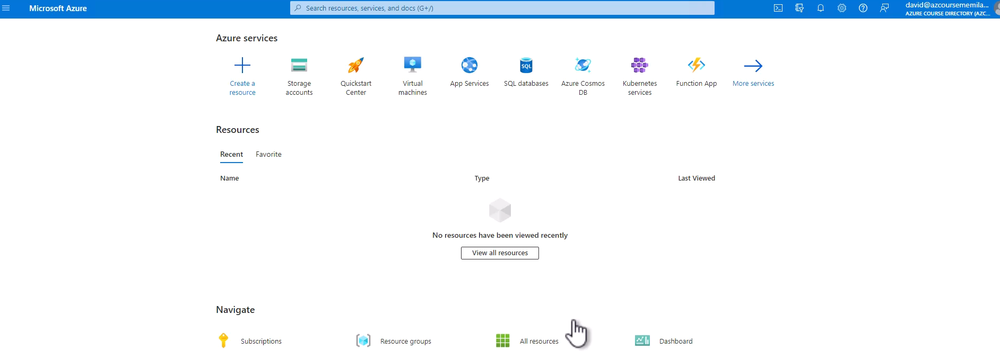 Microsoft Azure
Search resources, services, and docs (G+/)
david@azcoursememila...
AZURE COURSE DIRECTORY (AZC...
Azure services
Create a
resource
Storage
accounts
Quickstart
Center
Virtual
machines
App Services
SQL
SQL databases
Azure Cosmos
DB
Kubernetes
services
Function App
More services
Resources
Recent
Favorite
Name
Type
Last Viewed
No resources have been viewed recently
View all resources
Navigate
Subscriptions
Resource groups
All resources
Dashboard